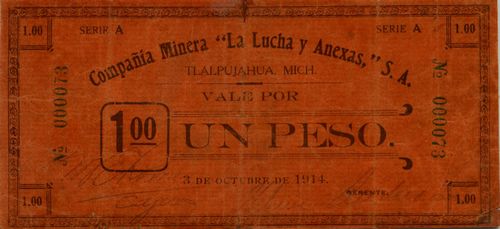 1.00 SERIE A SERIE A 1.00
Compañía Minera "La Lucha y Anexas," S. A.
TLALPUJAHUA, MICH.
VALE POR
Nº 000073
1.00 UN PESO.
Nº 000073
3 DE OCTUBRE DE 1914.
GERENTE.
1.00 1.00